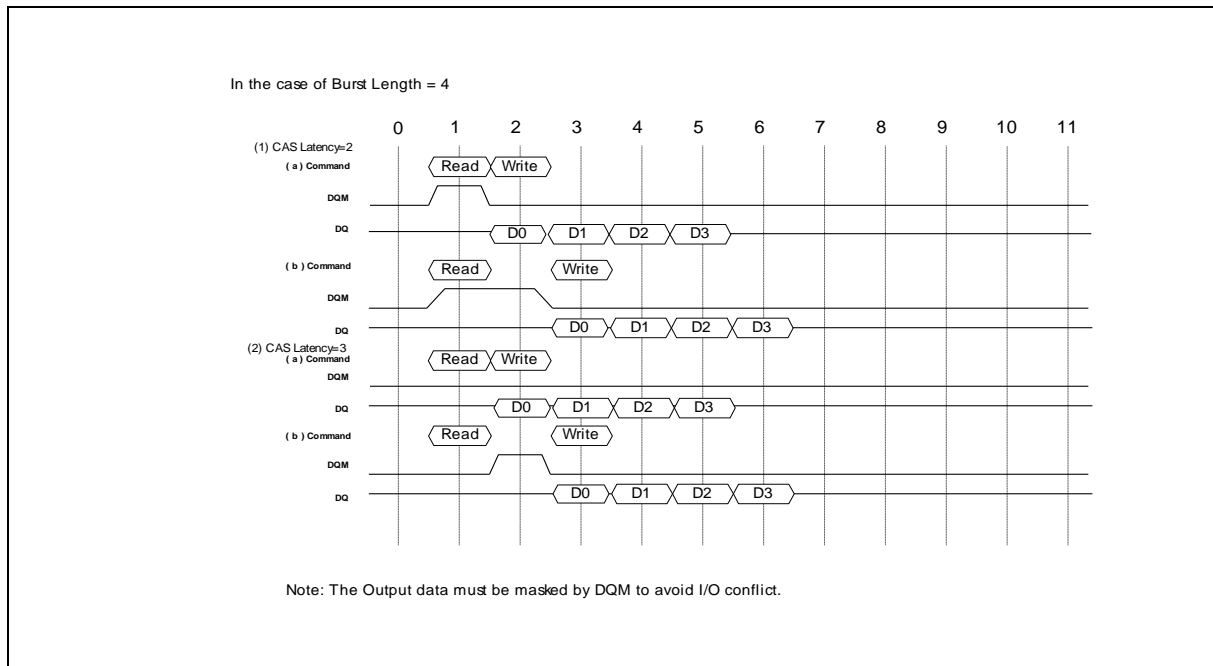 In the case of Burst Length = 4
0 1 2 3 4 5 6 7 8 9 10 11
(1) CAS Latency=2
( a ) Command Read Write
DQM
DQ D0 D1 D2 D3
( b ) Command Read Write
DQM
DQ D0 D1 D2 D3
(2) CAS Latency=3
( a ) Command Read Write
DQM
DQ D0 D1 D2 D3
( b ) Command Read Write
DQM
DQ D0 D1 D2 D3
Note: The Output data must be masked by DQM to avoid I/O conflict.